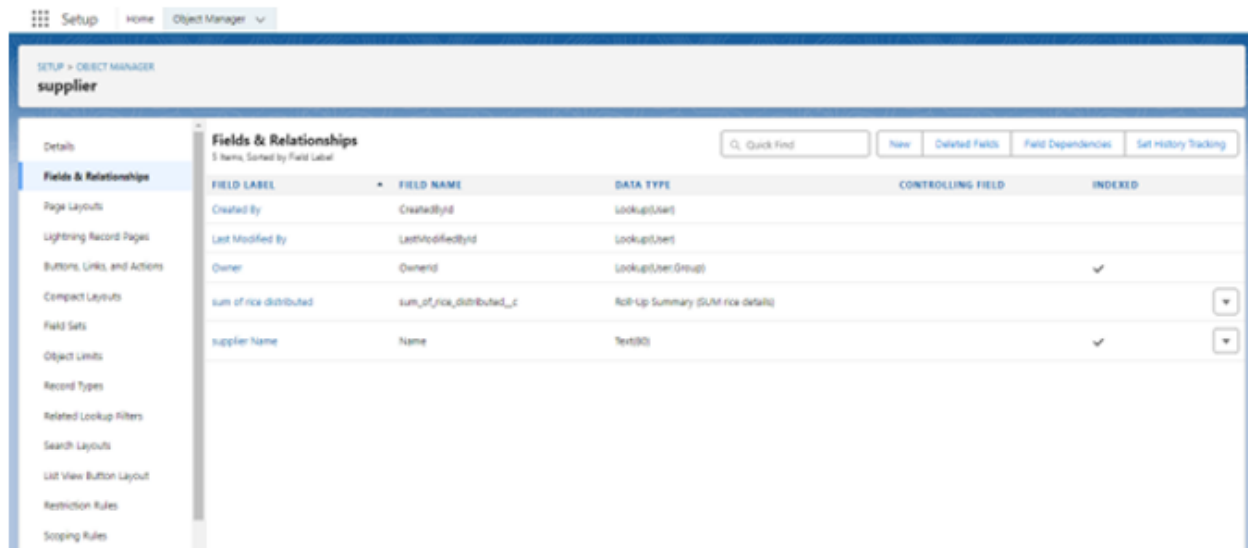 Setup Home Object Manager
SETUP > OBJECT MANAGER
supplier
Details
Fields & Relationships
Page Layouts
Lightning Record Pages
Buttons, Links, and Actions
Compact Layouts
Field Sets
Object Limits
Record Types
Related Lookup Filters
Search Layouts
List View Button Layout
Restriction Rules
Scoping Rules
Fields & Relationships
5 Items, Sorted by Field Label
Quick Find New Deleted Fields Field Dependencies Set History Tracking
FIELD LABEL FIELD NAME DATA TYPE CONTROLLING FIELD INDEXED
Created By CreatedById Lookup(User)
Last Modified By LastModifiedById Lookup(User)
Owner OwnerId Lookup(User,Group)
sum of rice distributed sum_of_rice_distributed__c Roll-Up Summary (SUM rice details)
supplier Name Name Text(80)